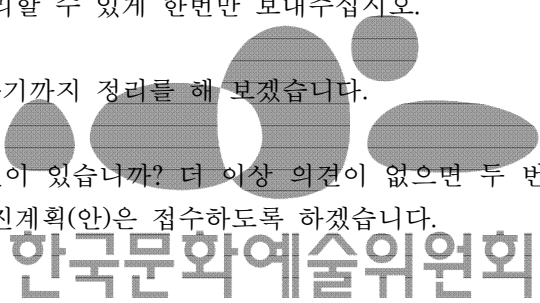 리할 수 있게 한번만 보내주십시오.
기까지 정리를 해 보겠습니다.
이 있습니까? 더 이상 의견이 없으면 두 번
진계획(안)은 접수하도록 하겠습니다.
한국문화예술위원회